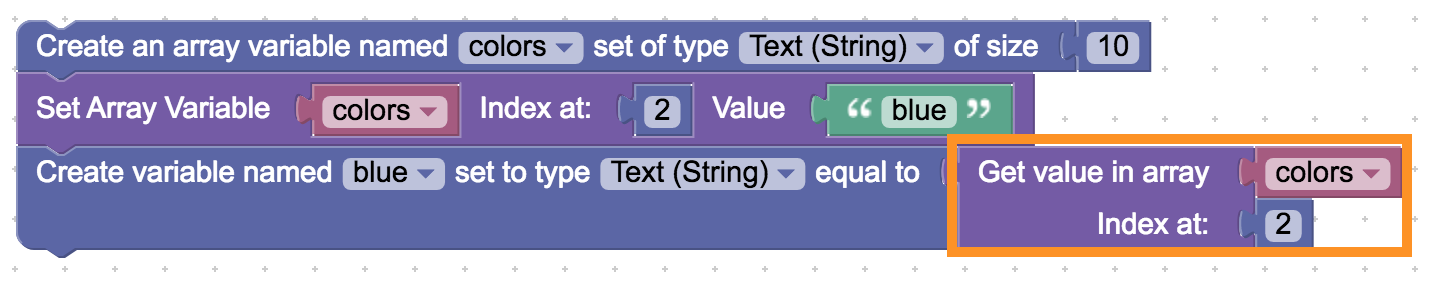 Create an array variable named colors set of type Text (String) of size 10
Set Array Variable colors Index at: 2 Value “ blue ”
Create variable named blue set to type Text (String) equal to Get value in array colors
Index at: 2